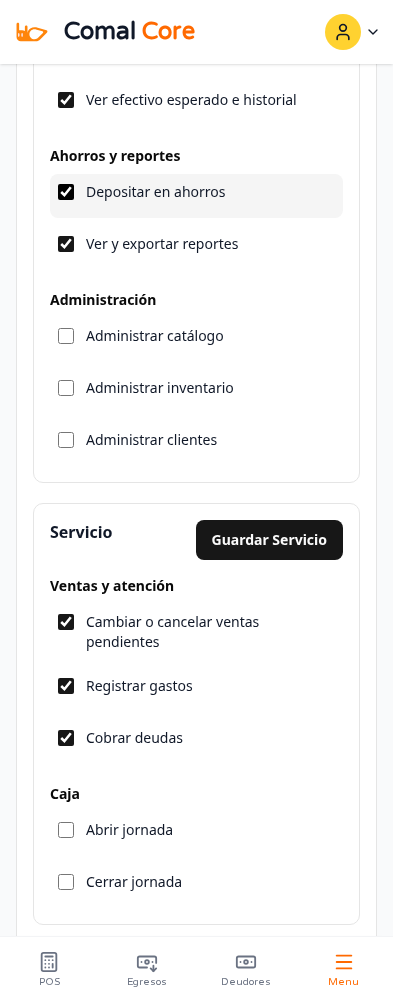 Comal Core
Ver efectivo esperado e historial
Ahorros y reportes
Depositar en ahorros
Ver y exportar reportes
Administración
Administrar catálogo
Administrar inventario
Administrar clientes
Servicio
Guardar Servicio
Ventas y atención
Cambiar o cancelar ventas
pendientes
Registrar gastos
Cobrar deudas
Caja
Abrir jornada
Cerrar jornada
POS
Egresos
Deudores
Menu